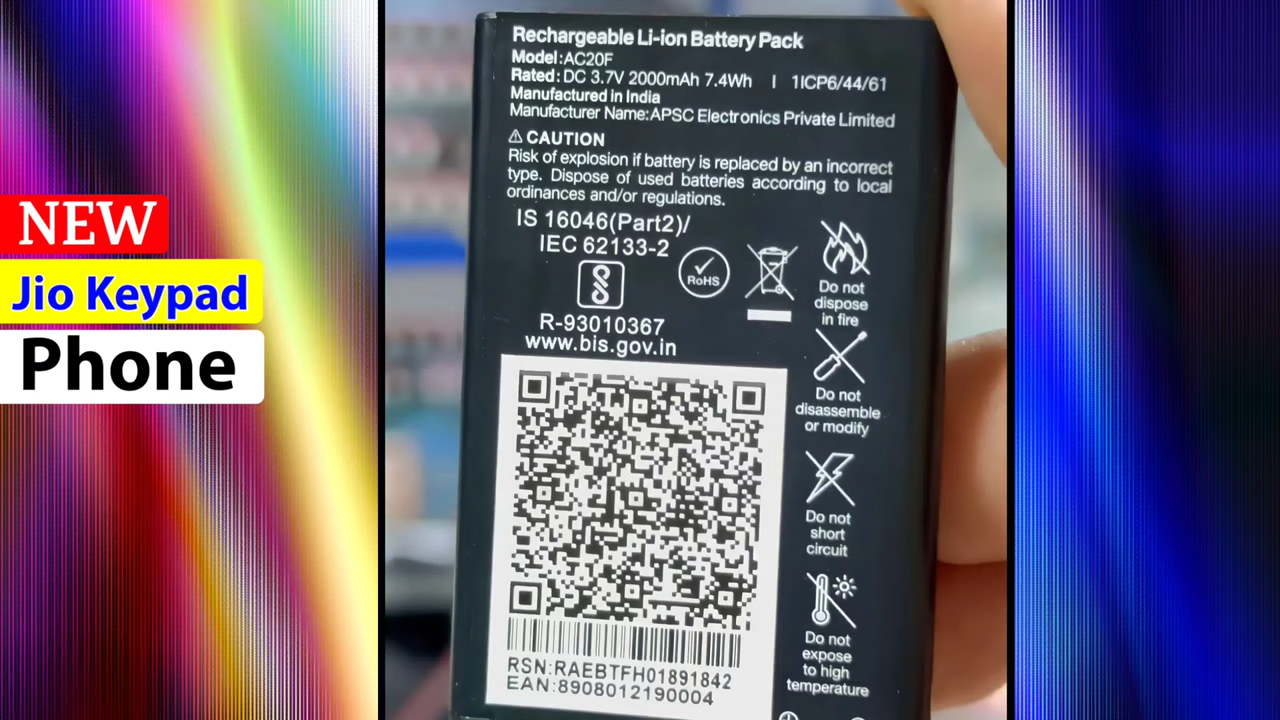 NEW
Jio Keypad
Phone
Rechargeable Li-ion Battery Pack
Model:AC20F
Rated: DC 3.7V 2000mAh 7.4Wh | 1ICP6/44/61
Manufactured in India
Manufacturer Name:APSC Electronics Private Limited
⚠ CAUTION
Risk of explosion if battery is replaced by an incorrect
type. Dispose of used batteries according to local
ordinances and/or regulations.
IS 16046(Part2)/
IEC 62133-2
RoHS
R-93010367
www.bis.gov.in
Do not
dispose
in fire
Do not
disassemble
or modify
Do not
short
circuit
Do not
expose
to high
temperature
RSN:RAEBTFH01891842
EAN:8908012190004